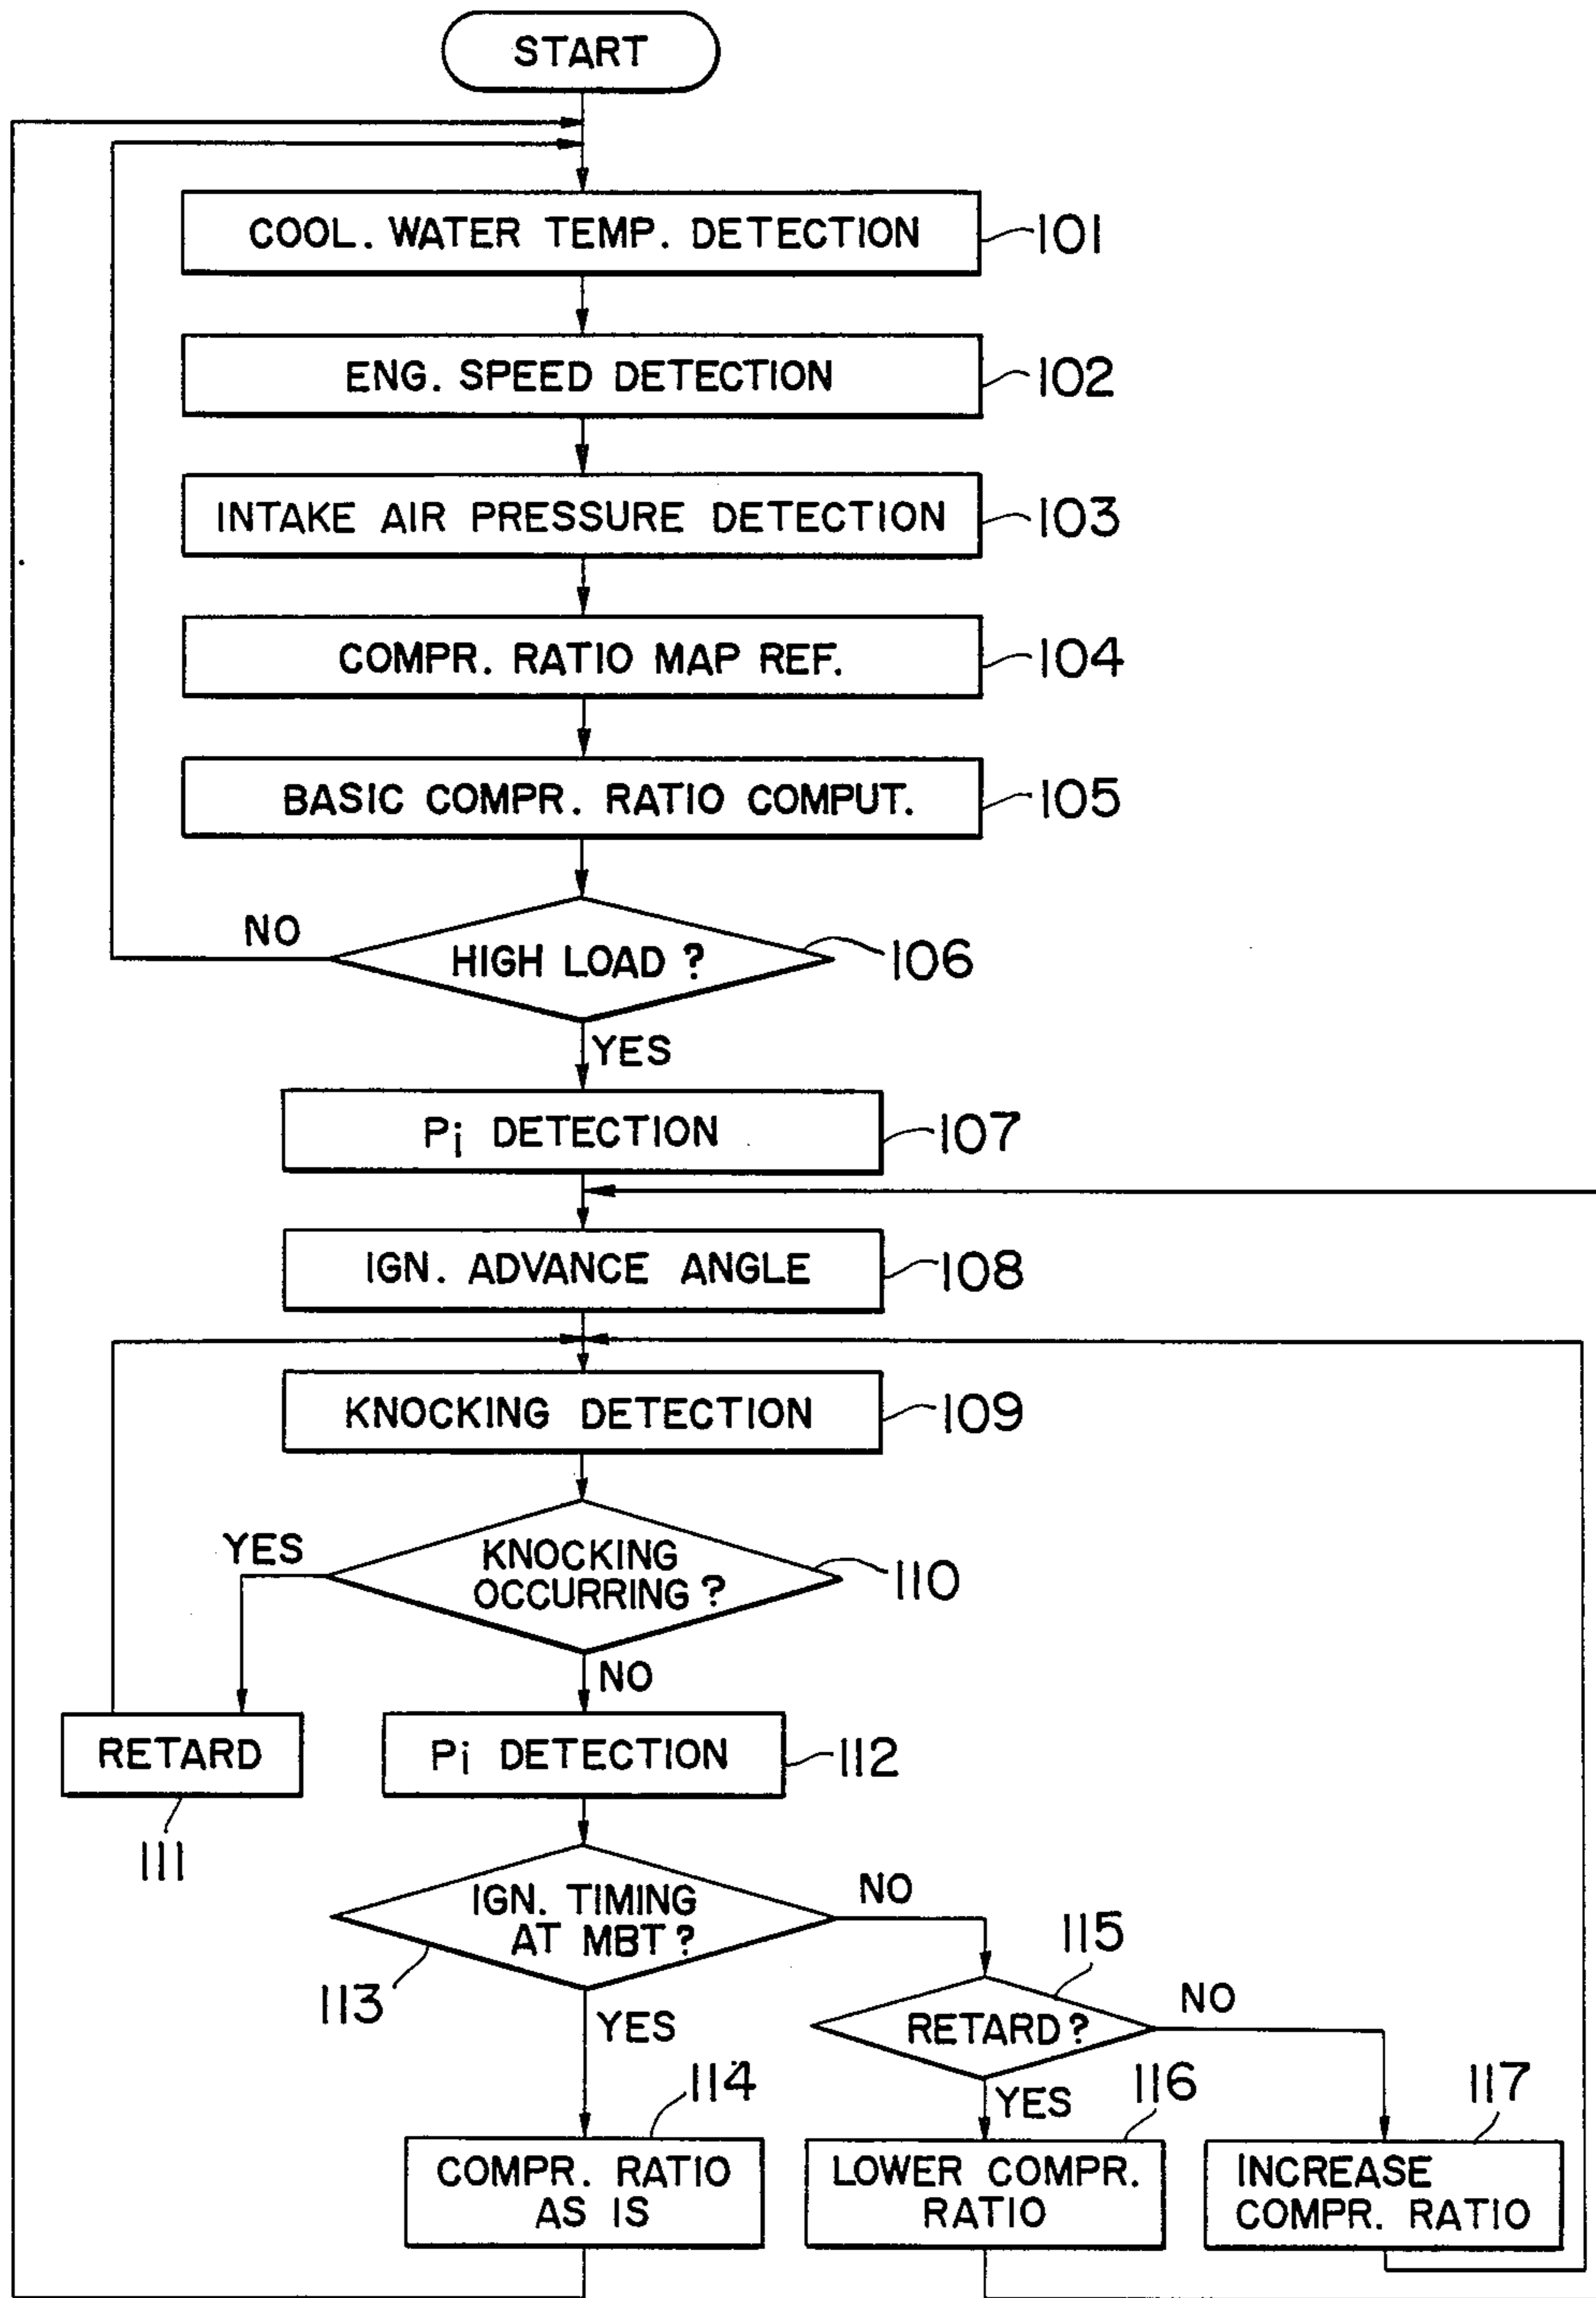 START
COOL. WATER TEMP. DETECTION
101
ENG. SPEED DETECTION
102
INTAKE AIR PRESSURE DETECTION
103
COMPR. RATIO MAP REF.
104
BASIC COMPR. RATIO COMPUT.
105
NO
HIGH LOAD ?
106
YES
Pi DETECTION
107
IGN. ADVANCE ANGLE
108
KNOCKING DETECTION
109
YES
KNOCKING
OCCURRING ?
110
NO
RETARD
111
Pi DETECTION
112
IGN. TIMING
AT MBT ?
113
NO
YES
115
RETARD ?
NO
YES
114
COMPR. RATIO
AS IS
116
LOWER COMPR.
RATIO
117
INCREASE
COMPR. RATIO